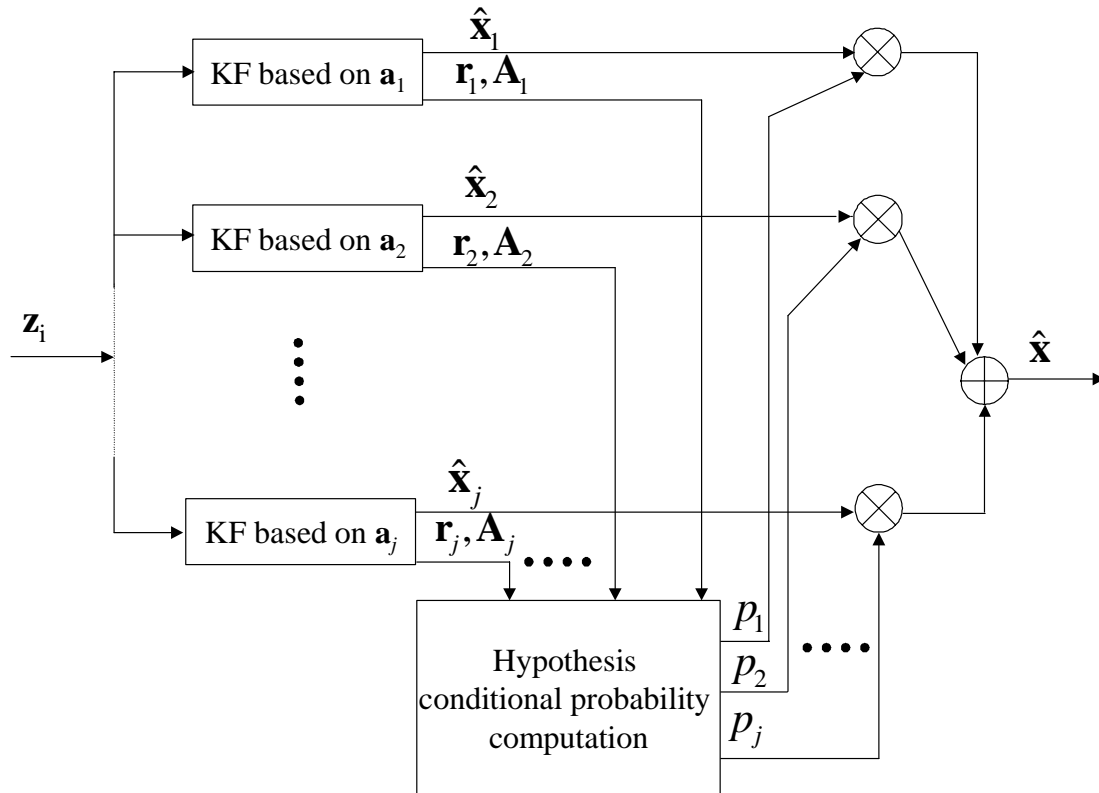 x̂₁
KF based on a₁
r₁, A₁
x̂₂
KF based on a₂
r₂, A₂
zᵢ
x̂
x̂ⱼ
KF based on aⱼ
rⱼ, Aⱼ
Hypothesis
conditional probability
computation
p₁
p₂
pⱼ